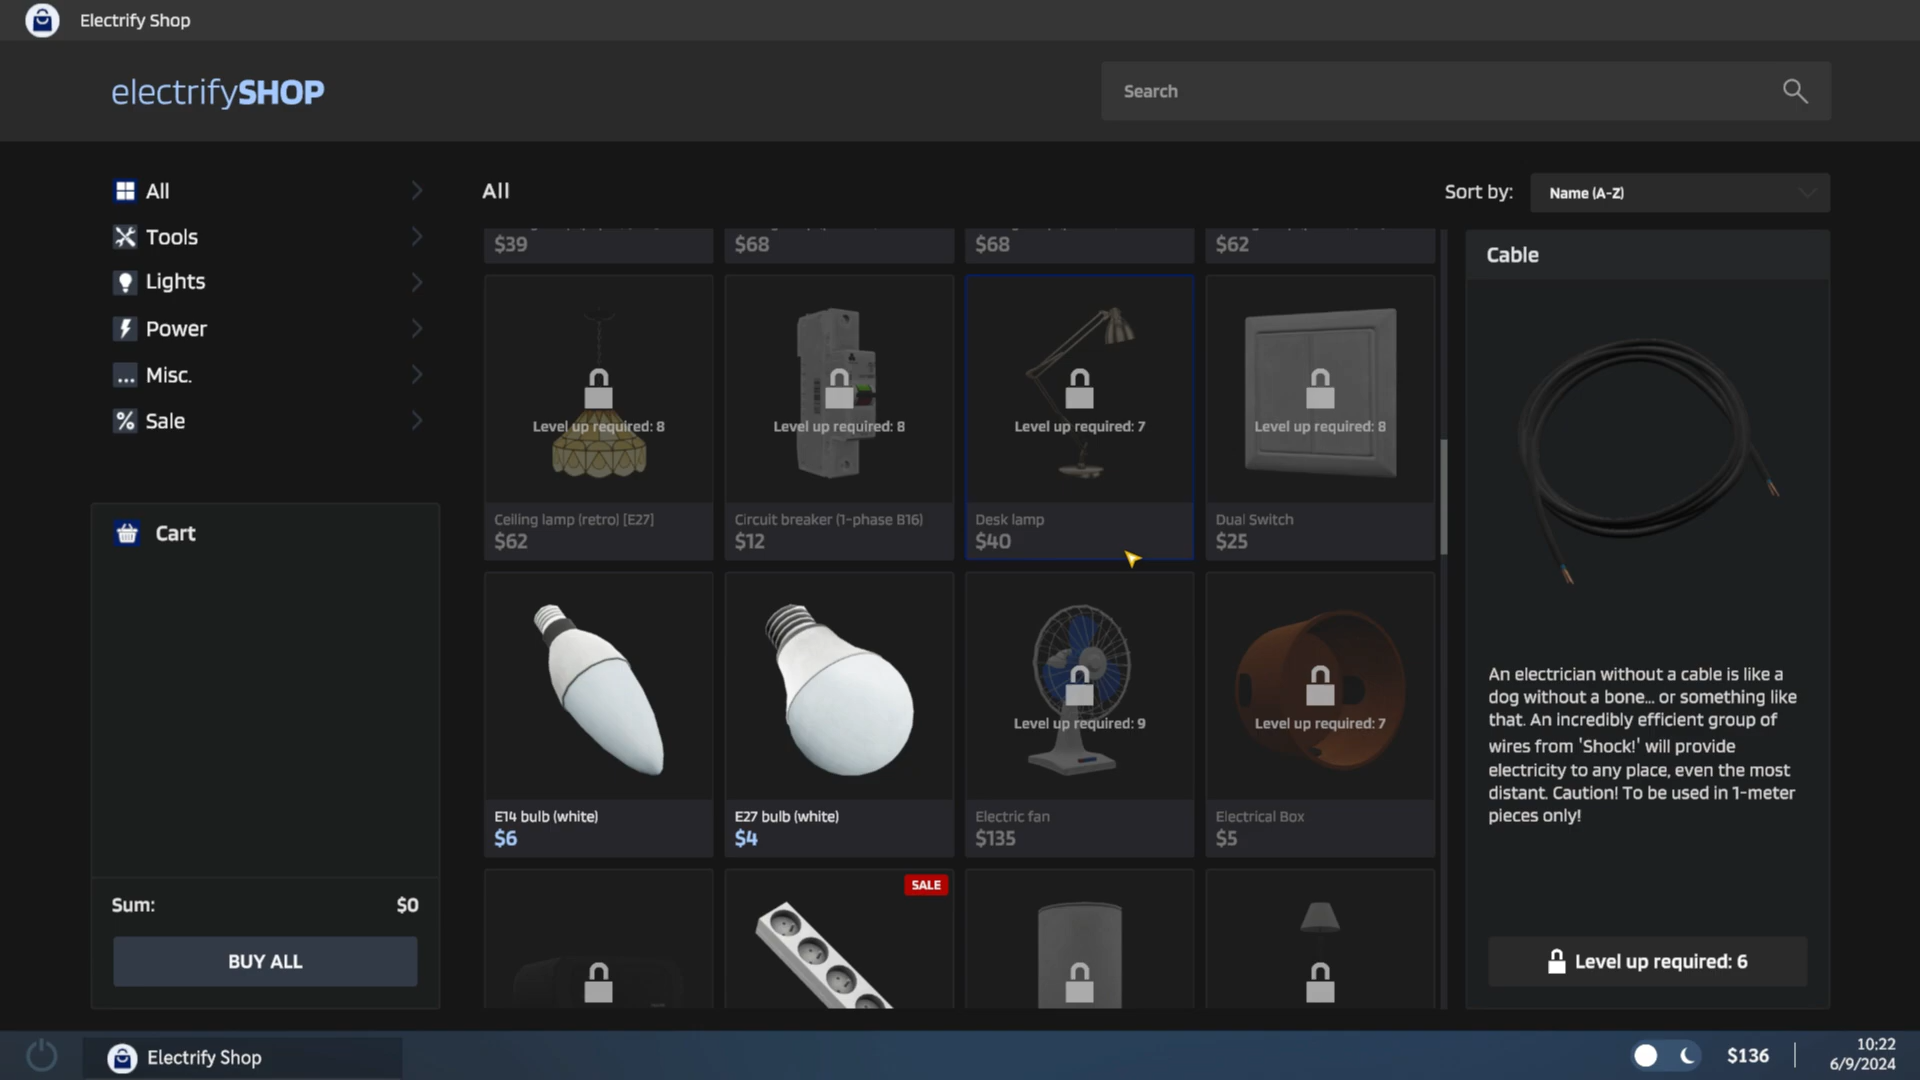 Electrify Shop
electrifySHOP
Search
All
Tools
Lights
Power
Misc.
Sale
Cart
Sum: $0
BUY ALL
All
Sort by: Name (A-Z)
$39
$68
$68
$62
Level up required: 8
Ceiling lamp (retro) [E27]
$62
Level up required: 8
Circuit breaker (1-phase B16)
$12
Level up required: 7
Desk lamp
$40
Level up required: 8
Dual Switch
$25
E14 bulb (white)
$6
E27 bulb (white)
$4
Level up required: 9
Electric fan
$135
Level up required: 7
Electrical Box
$5
SALE
Cable
An electrician without a cable is like a
dog without a bone... or something like
that. An incredibly efficient group of
wires from 'Shock!' will provide
electricity to any place, even the most
distant. Caution! To be used in 1-meter
pieces only!
Level up required: 6
Electrify Shop
$136
10:22
6/9/2024